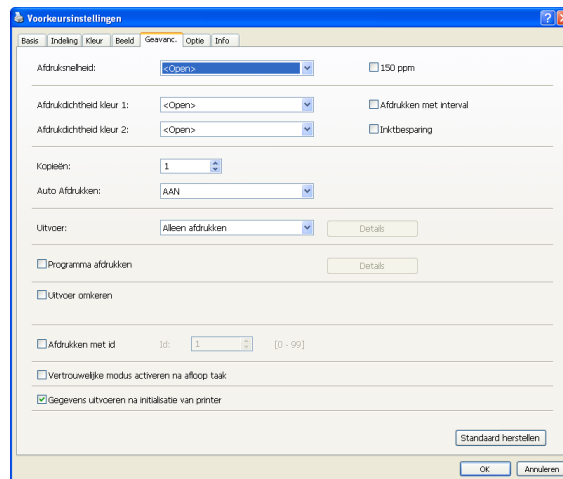 Voorkeursinstellingen
Basis Indeling Kleur Beeld Geavanc. Optie Info
Afdruksnelheid: <Open> 150 ppm
Afdrukdichtheid kleur 1: <Open> Afdrukken met interval
Afdrukdichtheid kleur 2: <Open> Inktbesparing
Kopieën: 1
Auto Afdrukken: AAN
Uitvoer: Alleen afdrukken Details
Programma afdrukken Details
Uitvoer omkeren
Afdrukken met id Id: 1 [0 - 99]
Vertrouwelijke modus activeren na afloop taak
Gegevens uitvoeren na initialisatie van printer
Standaard herstellen
OK Annuleren